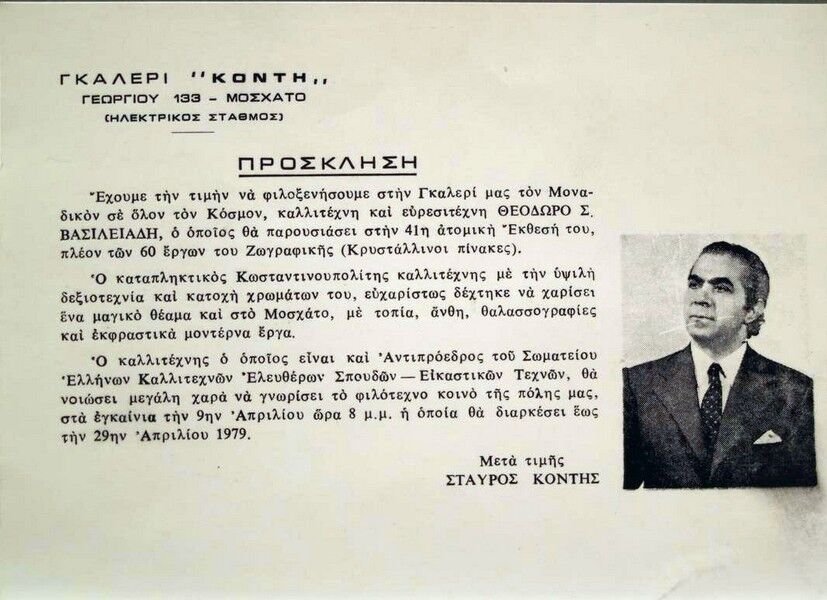 ΓΚΑΛΕΡΙ "ΚΟΝΤΗ,,
ΓΕΩΡΓΙΟΥ 133 - ΜΟΣΧΑΤΟ
(ΗΛΕΚΤΡΙΚΟΣ ΣΤΑΘΜΟΣ)
ΠΡΟΣΚΛΗΣΗ
Ἔχουμε τὴν τιμὴν νὰ φιλοξενήσουμε στὴν Γκαλερί μας τὸν Μονα-
δικὸν σὲ ὅλον τὸν Κόσμον, καλλιτέχνη καὶ εὑρεσιτέχνη ΘΕΟΔΩΡΟ Σ.
ΒΑΣΙΛΕΙΑΔΗ, ὁ ὁποῖος θὰ παρουσιάσει στὴν 41η ἀτομικὴ Ἔκθεσή του,
πλέον τῶν 60 ἔργων του Ζωγραφικῆς (Κρυστάλλινοι πίνακες).
Ὁ καταπληκτικὸς Κωσταντινουπολίτης καλλιτέχνης μὲ τὴν ὑψιλὴ
δεξιοτεχνία καὶ κατοχὴ χρωμάτων του, εὐχαρίστως δέχτηκε νὰ χαρίσει
ἕνα μαγικὸ θέαμα καὶ στὸ Μοσχάτο, μὲ τοπία, ἄνθη, θαλασσογραφίες
καὶ ἐκφραστικὰ μοντέρνα ἔργα.
Ὁ καλλιτέχνης ὁ ὁποῖος εἶναι καὶ Ἀντιπρόεδρος τοῦ Σωματείου
Ἑλλήνων Καλλιτεχνῶν Ἐλευθέρων Σπουδῶν — Εἰκαστικῶν Τεχνῶν, θὰ
νοιώσει μεγάλη χαρὰ νὰ γνωρίσει τὸ φιλότεχνο κοινὸ τῆς πόλης μας,
στὰ ἐγκαίνια τὴν 9ην Ἀπριλίου ὥρα 8 μ.μ. ἡ ὁποία θὰ διαρκέσει ἕως
τὴν 29ην Ἀπριλίου 1979.
Μετὰ τιμῆς
ΣΤΑΥΡΟΣ ΚΟΝΤΗΣ